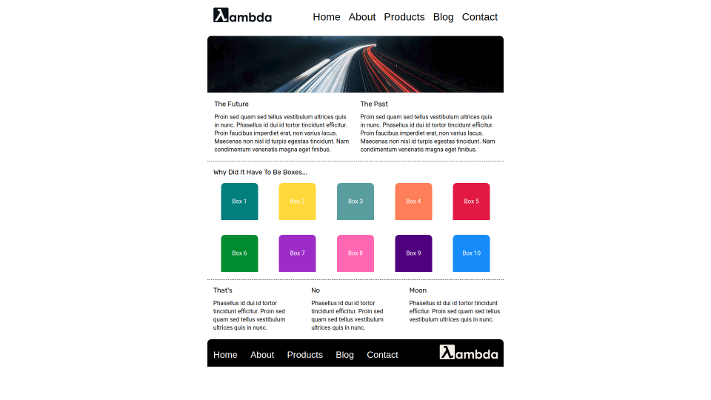 λambda
Home About Products Blog Contact
The Future
Proin sed quam sed tellus vestibulum ultrices quis
in nunc. Phasellus id dui id tortor tincidunt efficitur.
Proin faucibus imperdiet erat, non varius lacus.
Maecenas non nisl id turpis egestas tincidunt. Nam
condimentum venenatis magna eget finibus.
The Past
Proin sed quam sed tellus vestibulum ultrices quis
in nunc. Phasellus id dui id tortor tincidunt efficitur.
Proin faucibus imperdiet erat, non varius lacus.
Maecenas non nisl id turpis egestas tincidunt. Nam
condimentum venenatis magna eget finibus.
Why Did It Have To Be Boxes...
Box 1 Box 2 Box 3 Box 4 Box 5
Box 6 Box 7 Box 8 Box 9 Box 10
That's
Phasellus id dui id tortor
tincidunt efficitur. Proin sed
quam sed tellus vestibulum
ultrices quis in nunc.
No
Phasellus id dui id tortor
tincidunt efficitur. Proin sed
quam sed tellus vestibulum
ultrices quis in nunc.
Moon
Phasellus id dui id tortor tincidunt
efficitur. Proin sed quam sed tellus
vestibulum ultrices quis in nunc.
Home About Products Blog Contact
λambda